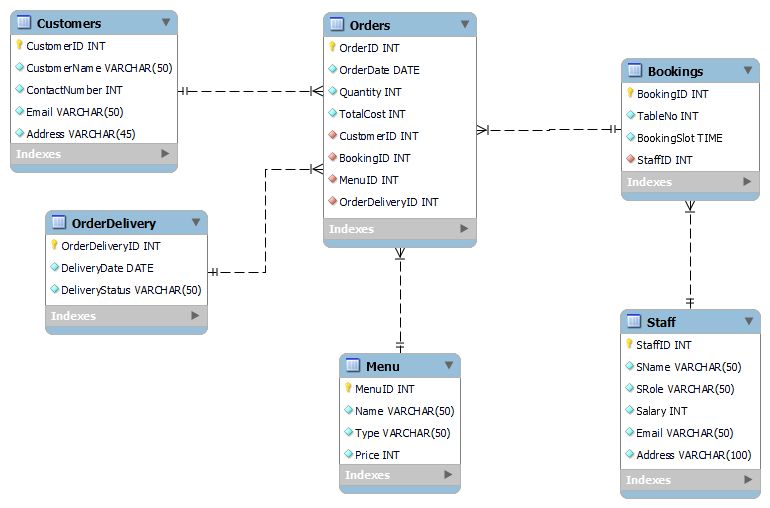 Customers
CustomerID INT
CustomerName VARCHAR(50)
ContactNumber INT
Email VARCHAR(50)
Address VARCHAR(45)
Indexes
Orders
OrderID INT
OrderDate DATE
Quantity INT
TotalCost INT
CustomerID INT
BookingID INT
MenuID INT
OrderDeliveryID INT
Indexes
Bookings
BookingID INT
TableNo INT
BookingSlot TIME
StaffID INT
Indexes
OrderDelivery
OrderDeliveryID INT
DeliveryDate DATE
DeliveryStatus VARCHAR(50)
Indexes
Menu
MenuID INT
Name VARCHAR(50)
Type VARCHAR(50)
Price INT
Indexes
Staff
StaffID INT
SName VARCHAR(50)
SRole VARCHAR(50)
Salary INT
Email VARCHAR(50)
Address VARCHAR(100)
Indexes